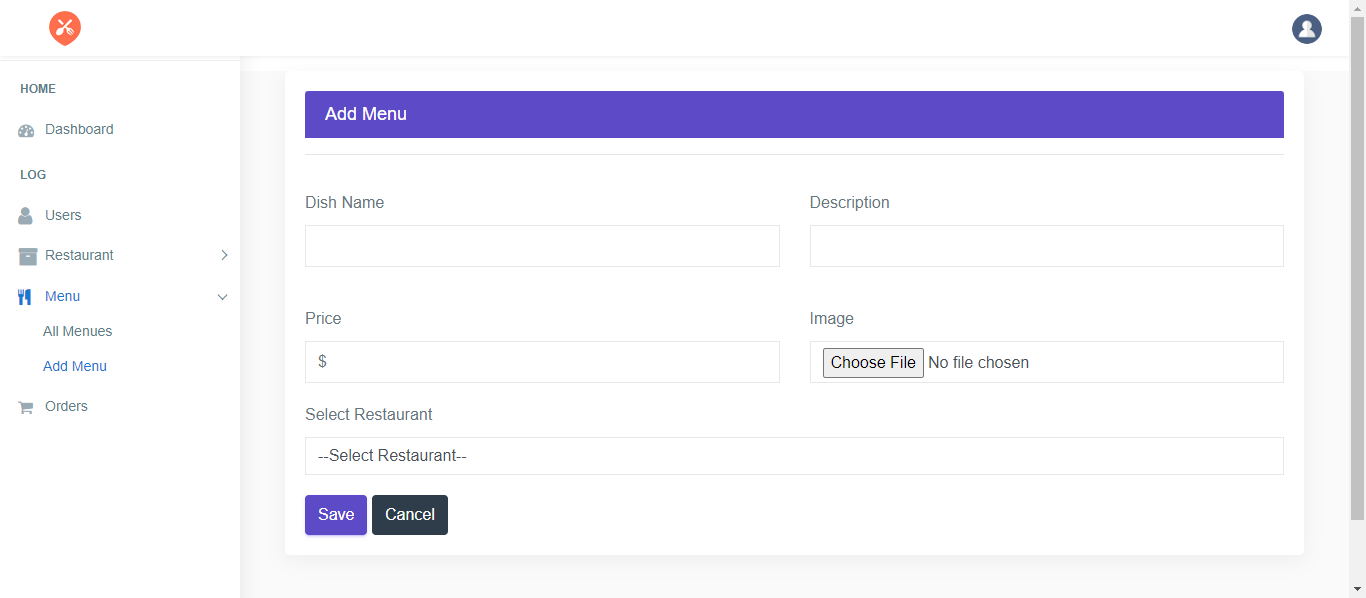 HOME
Dashboard
LOG
Users
Restaurant
Menu
All Menues
Add Menu
Orders
Add Menu
Dish Name
Description
Price
Image
$
Choose File No file chosen
Select Restaurant
--Select Restaurant--
Save Cancel